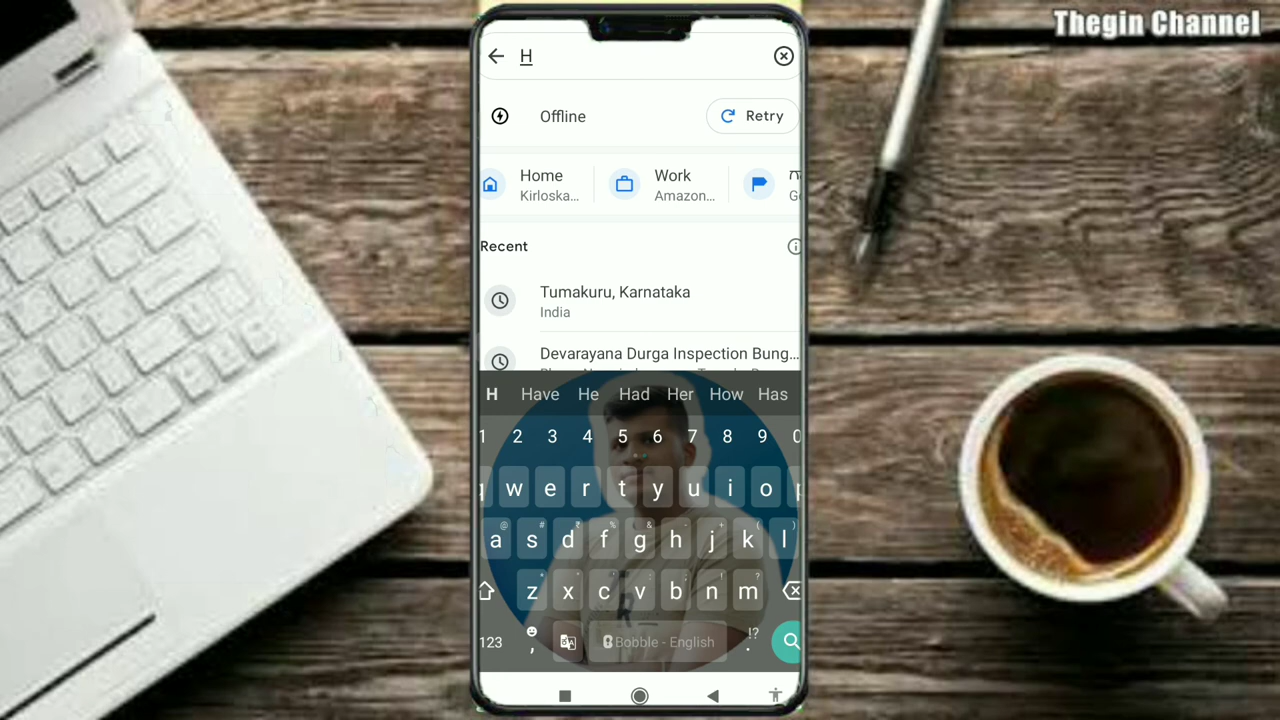 Thegin Channel
H
Offline
Retry
Home
Work
Kirloska...
Amazon...
Recent
Tumakuru, Karnataka
India
Devarayana Durga Inspection Bung...
H Have He Had Her How Has
1 2 3 4 5 6 7 8 9 0
q w e r t y u i o p
@ # ₹ % & - + ( )
a s d f g h j k l
z x c v b n m
123 , Bobble - English !? .